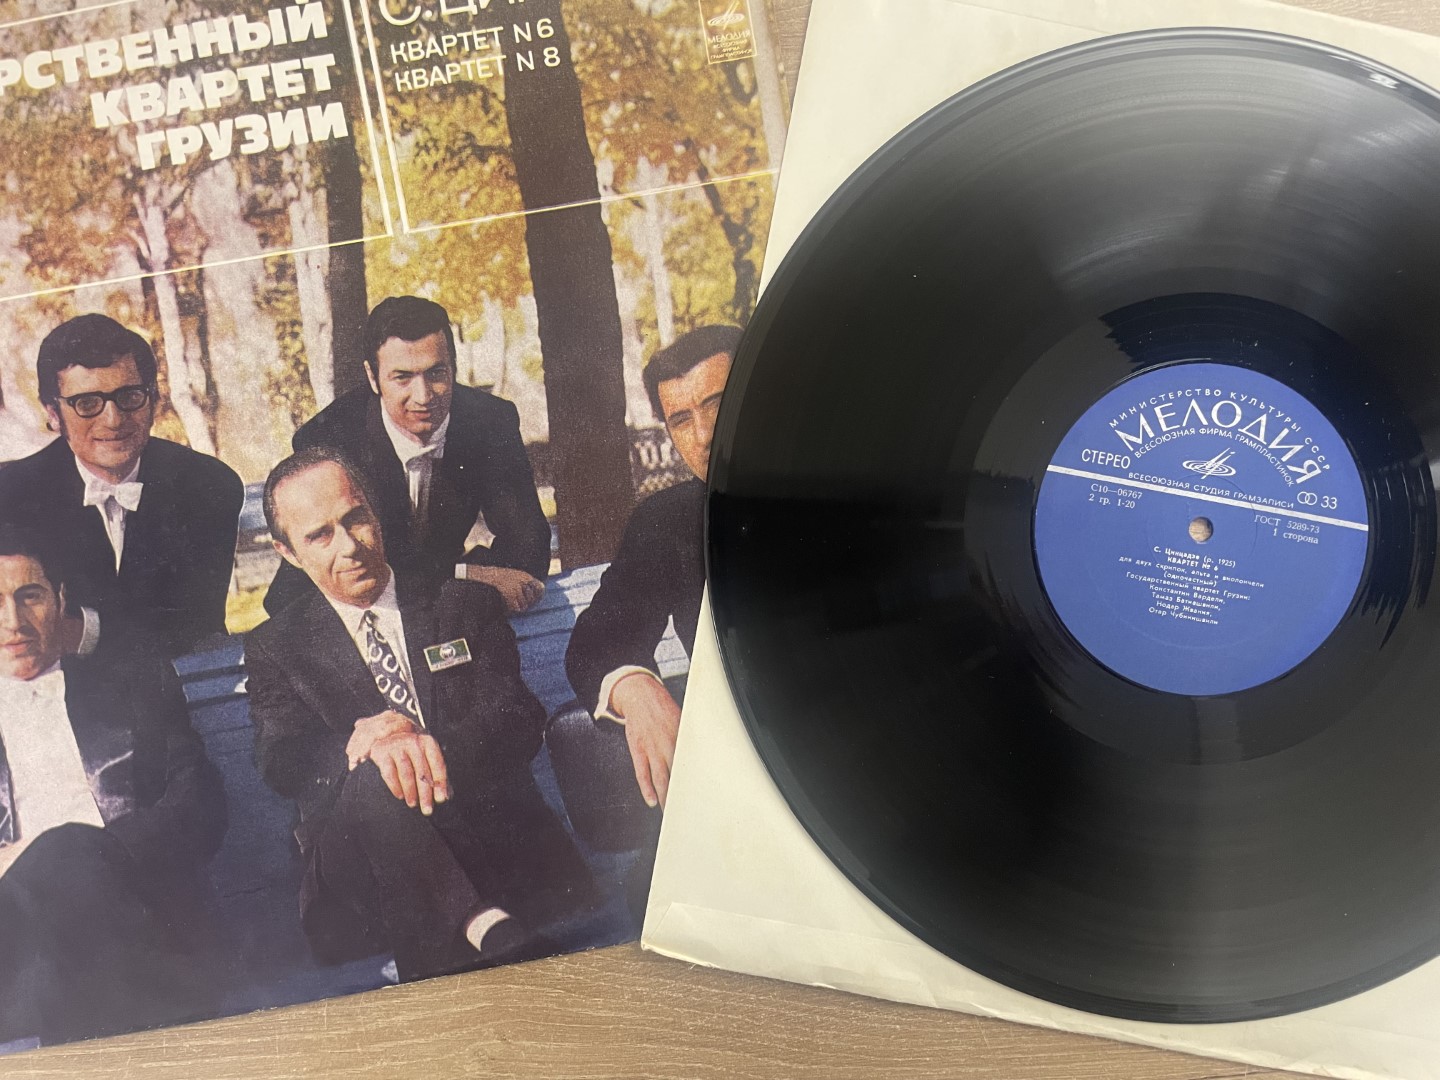 РСТВЕННЫЙ
КВАРТЕТ
ГРУЗИИ
КВАРТЕТ N 6
КВАРТЕТ N 8
МЕЛОДИЯ
МИНИСТЕРСТВО КУЛЬТУРЫ СССР
МЕЛОДИЯ
ВСЕСОЮЗНАЯ ФИРМА ГРАМПЛАСТИНОК
СТЕРЕО
33
ВСЕСОЮЗНАЯ СТУДИЯ ГРАМЗАПИСИ
С10—06767
2 гр. 1-20
ГОСТ 5289-73
1 сторона
С. Цинцадзе (р. 1925)
КВАРТЕТ № 6
для двух скрипок, альта и виолончели
(одночастный)
Государственный квартет Грузии:
Константин Вардели,
Тамаз Батиашвили,
Нодар Жвания,
Отар Чубинишвили